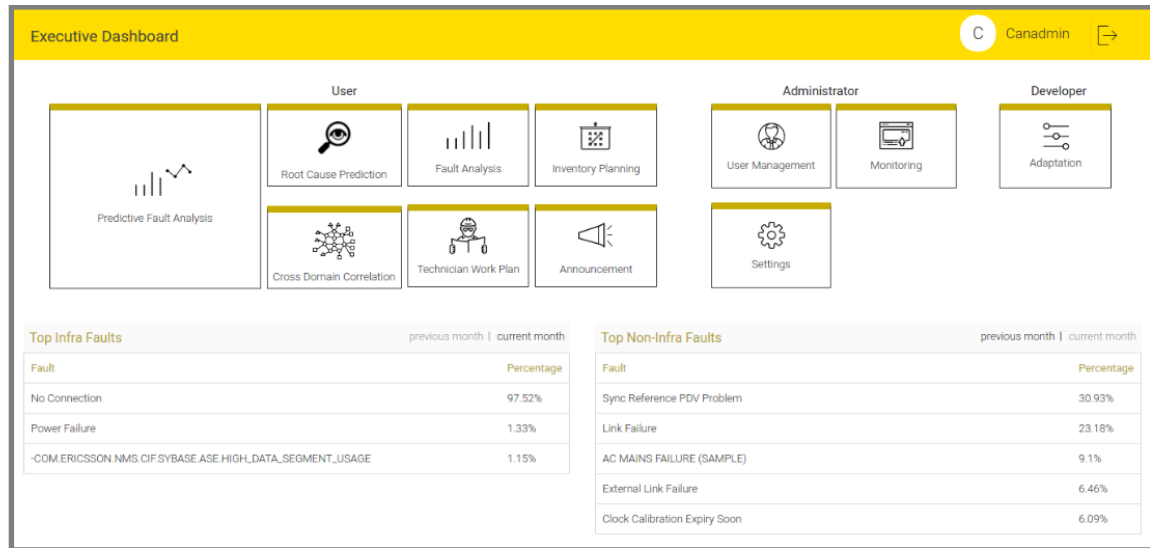 Executive Dashboard
C
Canadmin
User
Administrator
Developer
Predictive Fault Analysis
Root Cause Prediction
Fault Analysis
Inventory Planning
User Management
Monitoring
Adaptation
Cross Domain Correlation
Technician Work Plan
Announcement
Settings
Top Infra Faults
previous month | current month
Fault Percentage
No Connection 97.52%
Power Failure 1.33%
-COM.ERICSSON.NMS.CIF.SYBASE.ASE.HIGH_DATA_SEGMENT_USAGE 1.15%
Top Non-Infra Faults
previous month | current month
Fault Percentage
Sync Reference PDV Problem 30.93%
Link Failure 23.18%
AC MAINS FAILURE (SAMPLE) 9.1%
External Link Failure 6.46%
Clock Calibration Expiry Soon 6.09%